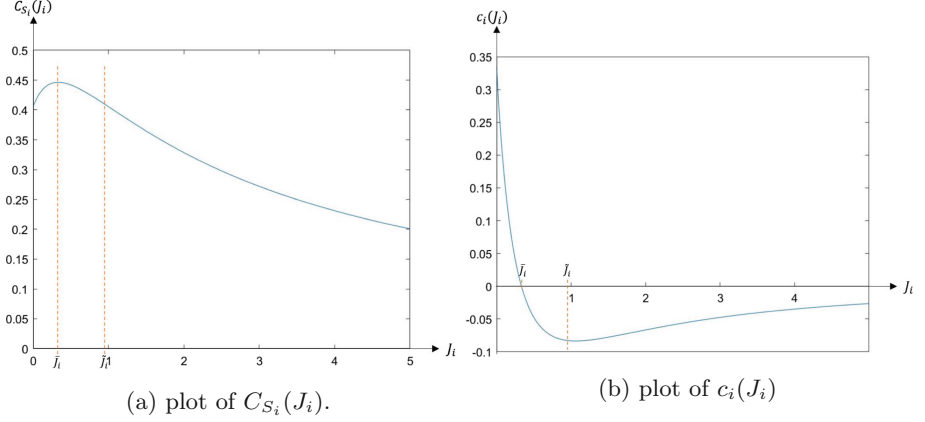 C_{S_i}(J_i)
0.5
0.45
0.4
0.35
0.3
0.25
0.2
0.15
0.1
0.05
0
0 J̄_i J̃_i 1 2 3 4 5 J_i
(a) plot of C_{S_i}(J_i).
c_i(J_i)
0.35
0.3
0.25
0.2
0.15
0.1
0.05
J̄_i J̃_i
0 J_i
1 2 3 4
-0.05
-0.1
(b) plot of c_i(J_i)